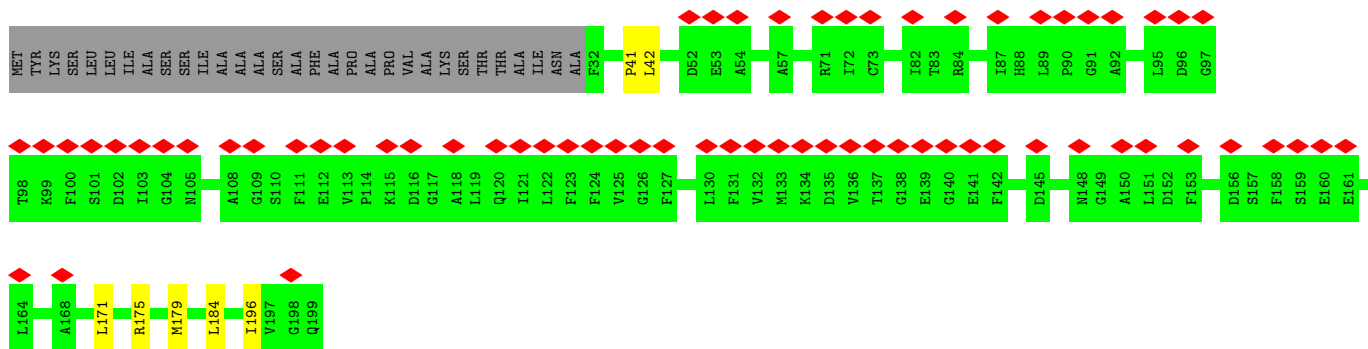 MET TYR LYS SER LEU LEU ILE ALA SER SER ILE ALA ALA ALA SER ALA PHE ALA PRO ALA PRO VAL ALA LYS SER THR THR ALA ILE ASN ALA F32 P41 L42 D52 E53 A54 A57 R71 I72 C73 I82 T83 R84 I87 H88 L89 P90 G91 A92 L95 D96 G97
T98 K99 F100 S101 D102 I103 G104 N105 A108 G109 S110 F111 E112 V113 P114 K115 D116 G117 A118 L119 Q120 I121 L122 F123 F124 V125 G126 F127 L130 F131 V132 M133 K134 D135 V136 T137 G138 E139 G140 E141 F142 D145 N148 G149 A150 L151 D152 F153 D156 S157 F158 S159 E160 E161
L164 A168 L171 R175 M179 L184 I196 V197 G198 Q199